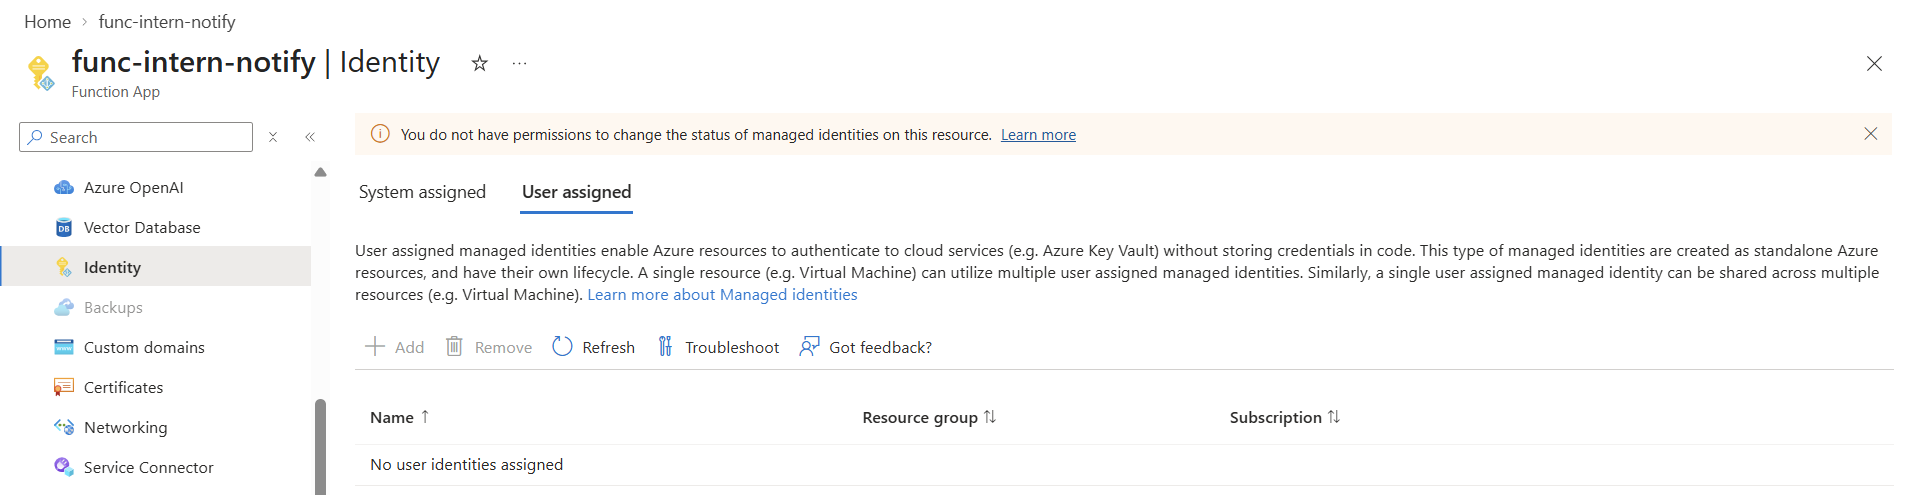 Home > func-intern-notify
func-intern-notify | Identity
Function App
Search
Azure OpenAI
Vector Database
Identity
Backups
Custom domains
Certificates
Networking
Service Connector
You do not have permissions to change the status of managed identities on this resource. Learn more
System assigned User assigned
User assigned managed identities enable Azure resources to authenticate to cloud services (e.g. Azure Key Vault) without storing credentials in code. This type of managed identities are created as standalone Azure
resources, and have their own lifecycle. A single resource (e.g. Virtual Machine) can utilize multiple user assigned managed identities. Similarly, a single user assigned managed identity can be shared across multiple
resources (e.g. Virtual Machine). Learn more about Managed identities
Add Remove Refresh Troubleshoot Got feedback?
Name ↑ Resource group ↑↓ Subscription ↑↓
No user identities assigned